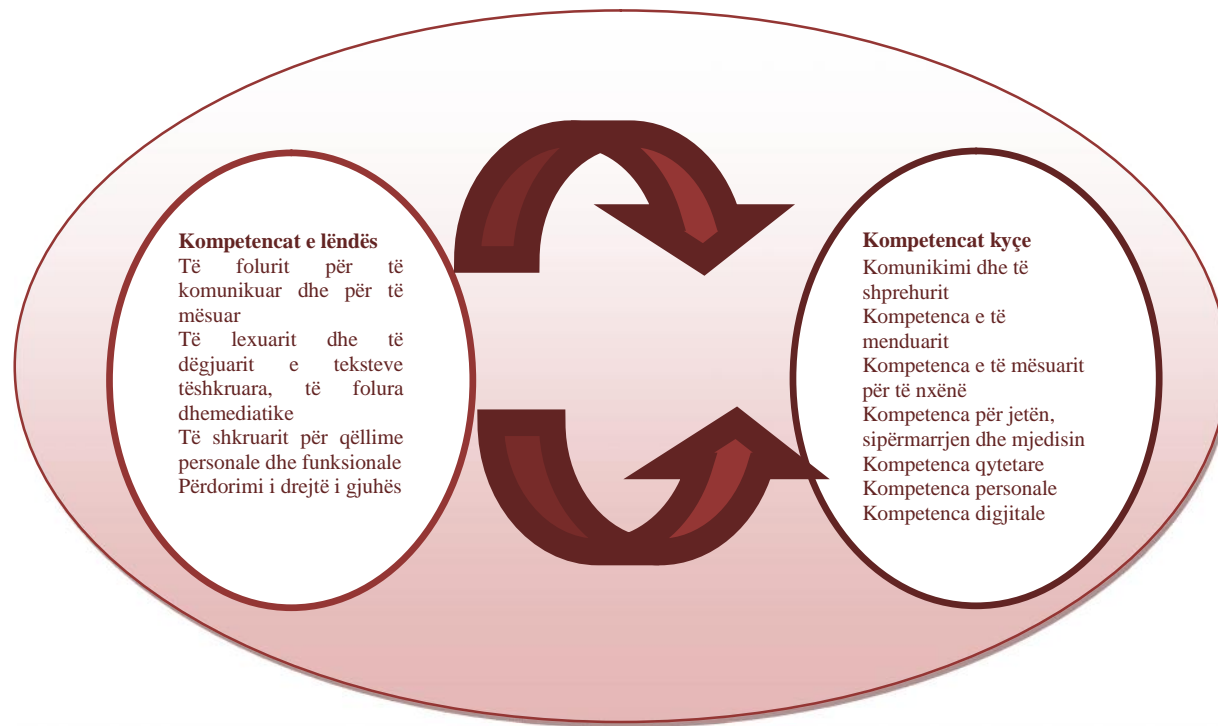 Kompetencat e lëndës
Të folurit për të
komunikuar dhe për të
mësuar
Të lexuarit dhe të
dëgjuarit e teksteve
tëshkruara, të folura
dhemediatike
Të shkruarit për qëllime
personale dhe funksionale
Përdorimi i drejtë i gjuhës
Kompetencat kyçe
Komunikimi dhe të
shprehurit
Kompetenca e të
menduarit
Kompetenca e të mësuarit
për të nxënë
Kompetenca për jetën,
sipërmarrjen dhe mjedisin
Kompetenca qytetare
Kompetenca personale
Kompetenca digjitale